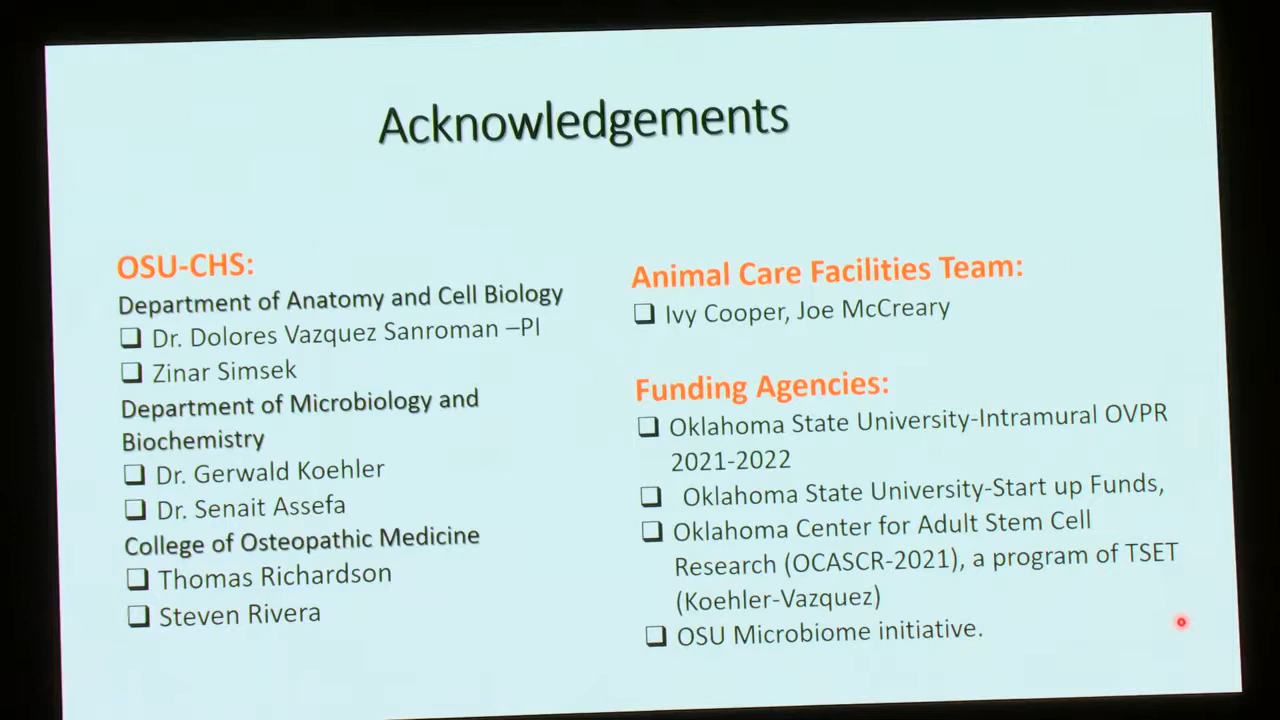 Acknowledgements
OSU-CHS:
Department of Anatomy and Cell Biology
❑ Dr. Dolores Vazquez Sanroman –PI
❑ Zinar Simsek
Department of Microbiology and
Biochemistry
❑ Dr. Gerwald Koehler
❑ Dr. Senait Assefa
College of Osteopathic Medicine
❑ Thomas Richardson
❑ Steven Rivera
Animal Care Facilities Team:
❑ Ivy Cooper, Joe McCreary
Funding Agencies:
❑ Oklahoma State University-Intramural OVPR
2021-2022
❑ Oklahoma State University-Start up Funds,
❑ Oklahoma Center for Adult Stem Cell
Research (OCASCR-2021), a program of TSET
(Koehler-Vazquez)
❑ OSU Microbiome initiative.